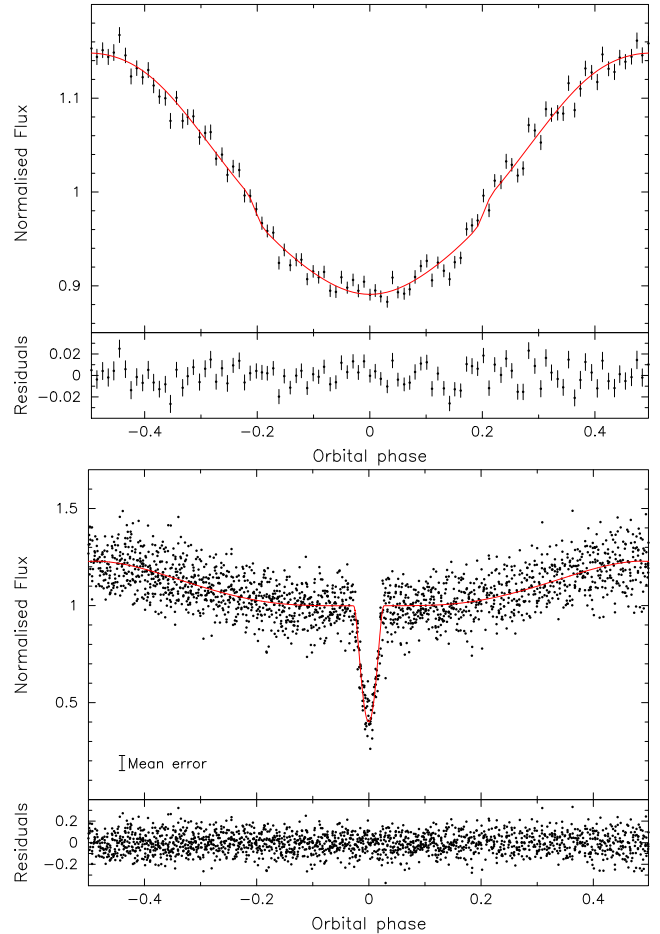 1.1
1
0.9
Normalised Flux
0.02
0
−0.02
Residuals
−0.4 −0.2 0 0.2 0.4
Orbital phase
1.5
1
0.5
Normalised Flux
Mean error
0.2
0
−0.2
Residuals
−0.4 −0.2 0 0.2 0.4
Orbital phase